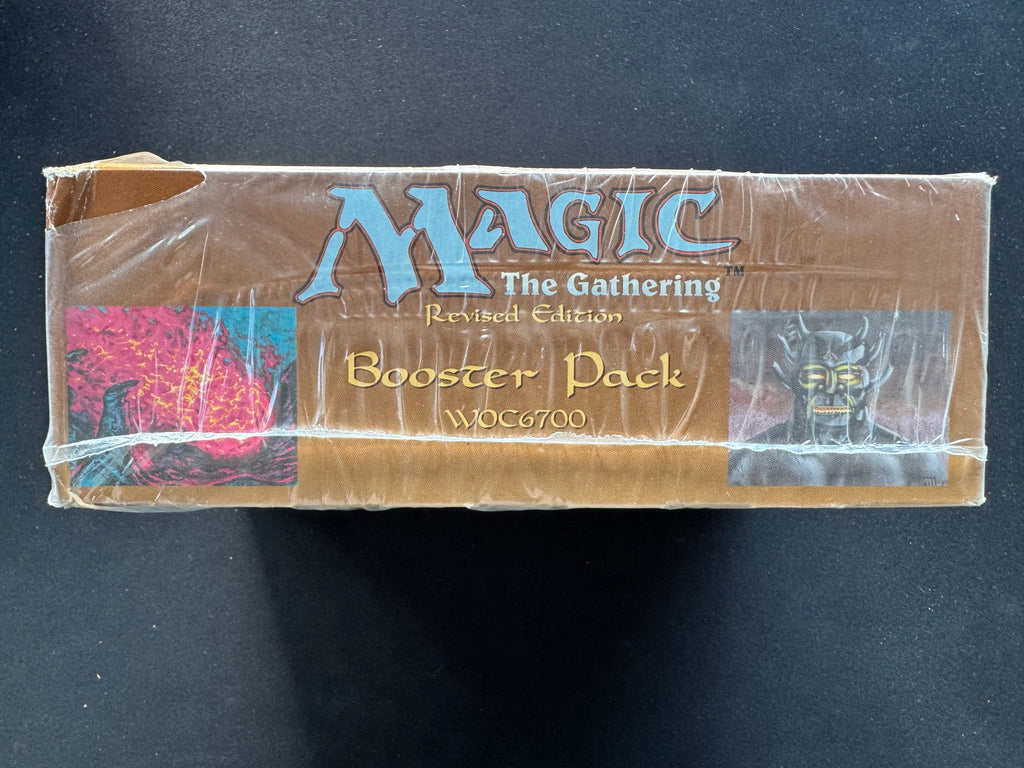 MAGIC
The Gathering™
Revised Edition
Booster Pack
WOC6700